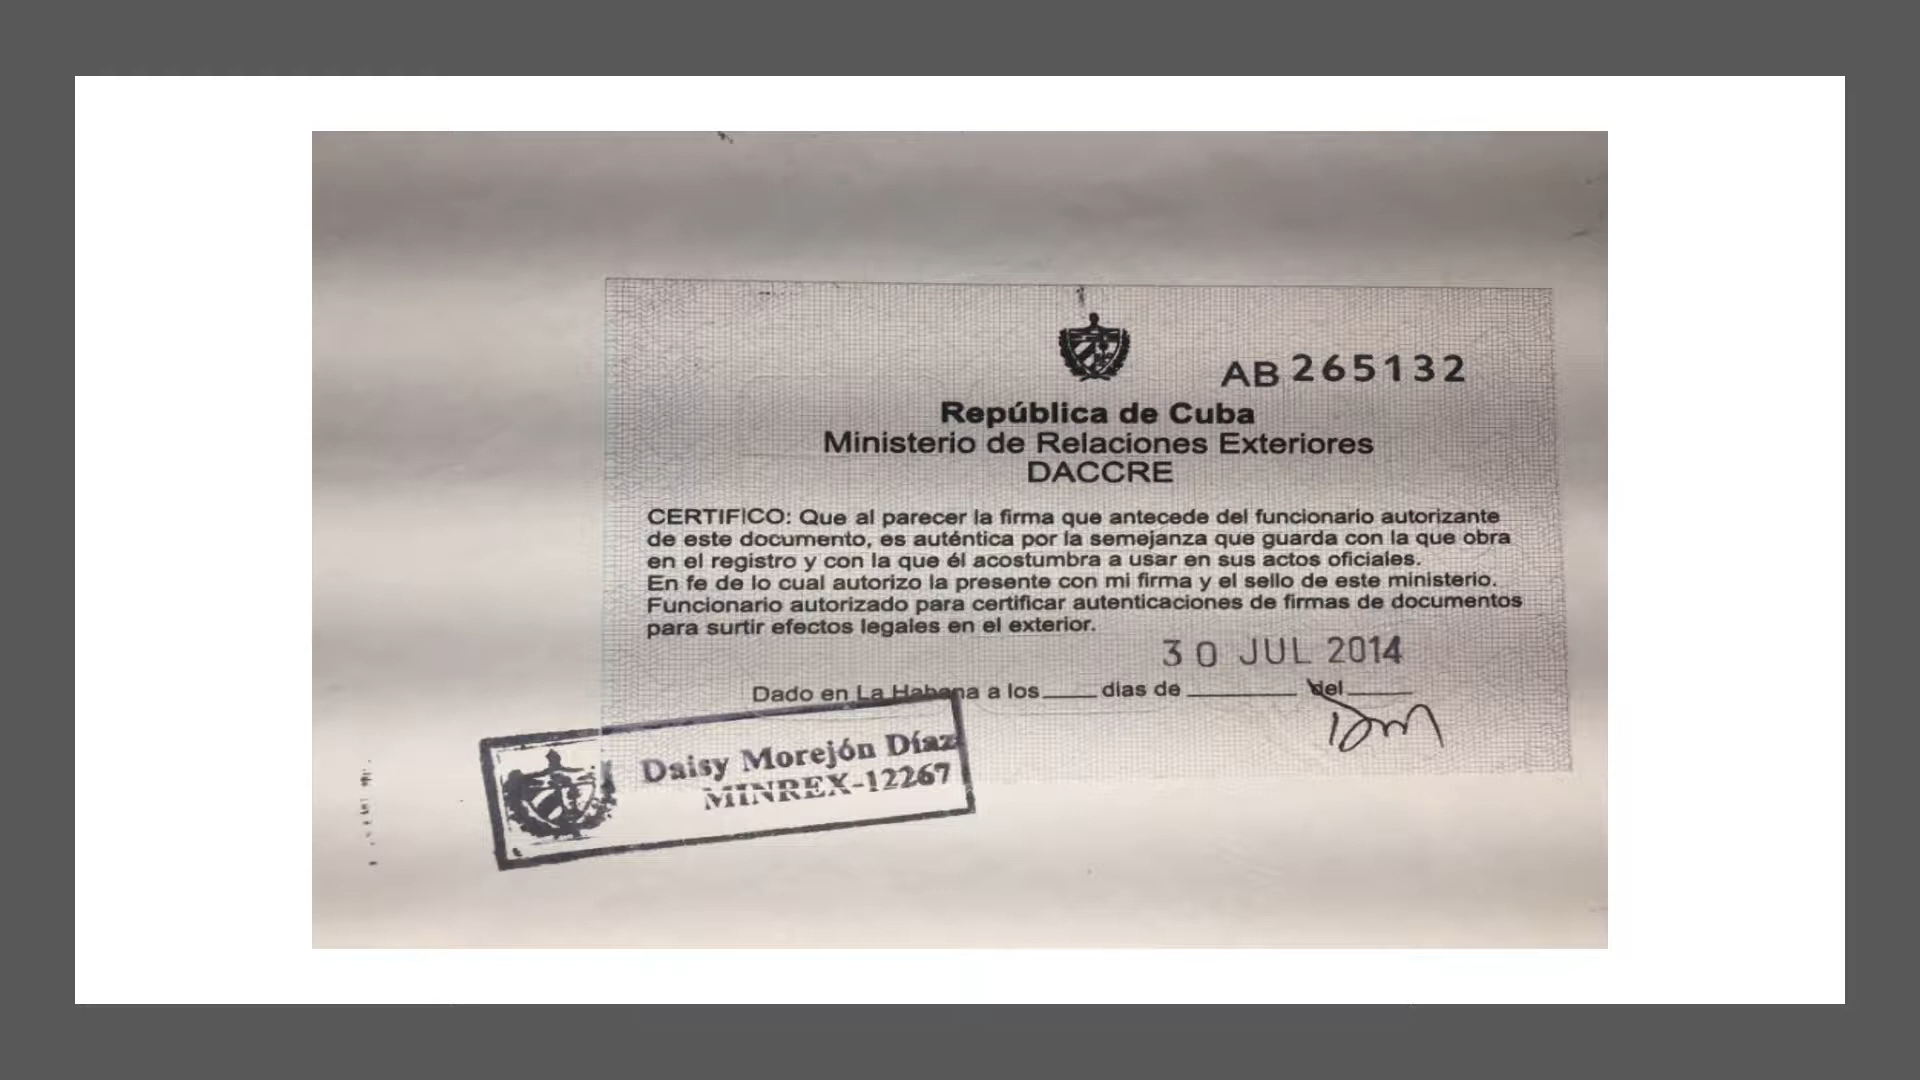 AB 265132
República de Cuba
Ministerio de Relaciones Exteriores
DACCRE
CERTIFICO: Que al parecer la firma que antecede del funcionario autorizante
de este documento, es auténtica por la semejanza que guarda con la que obra
en el registro y con la que él acostumbra a usar en sus actos oficiales.
En fe de lo cual autorizo la presente con mi firma y el sello de este ministerio.
Funcionario autorizado para certificar autenticaciones de firmas de documentos
para surtir efectos legales en el exterior.
30 JUL 2014
Dado en La Habana a los____ dias de __________ del______
Daisy Morejón Díaz
MINREX-12267